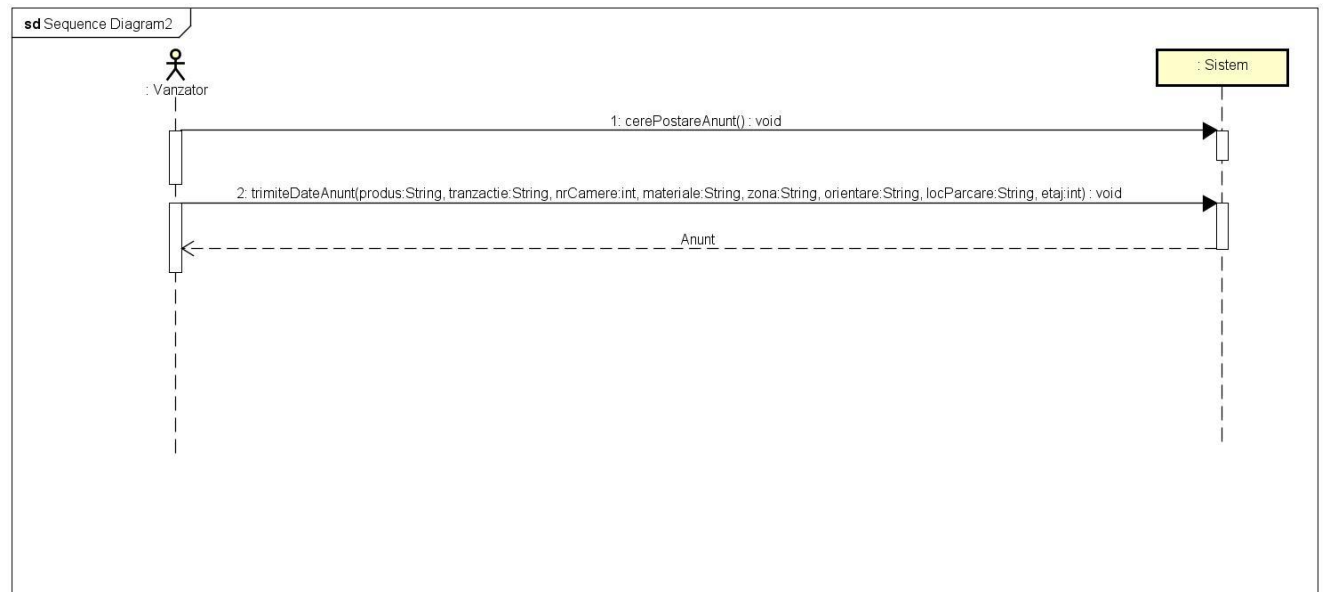 sd Sequence Diagram2
: Vanzator
: Sistem
1: cerePostareAnunt() : void
2: trimiteDateAnunt(produs:String, tranzactie:String, nrCamere:int, materiale:String, zona:String, orientare:String, locParcare:String, etaj:int) : void
Anunt